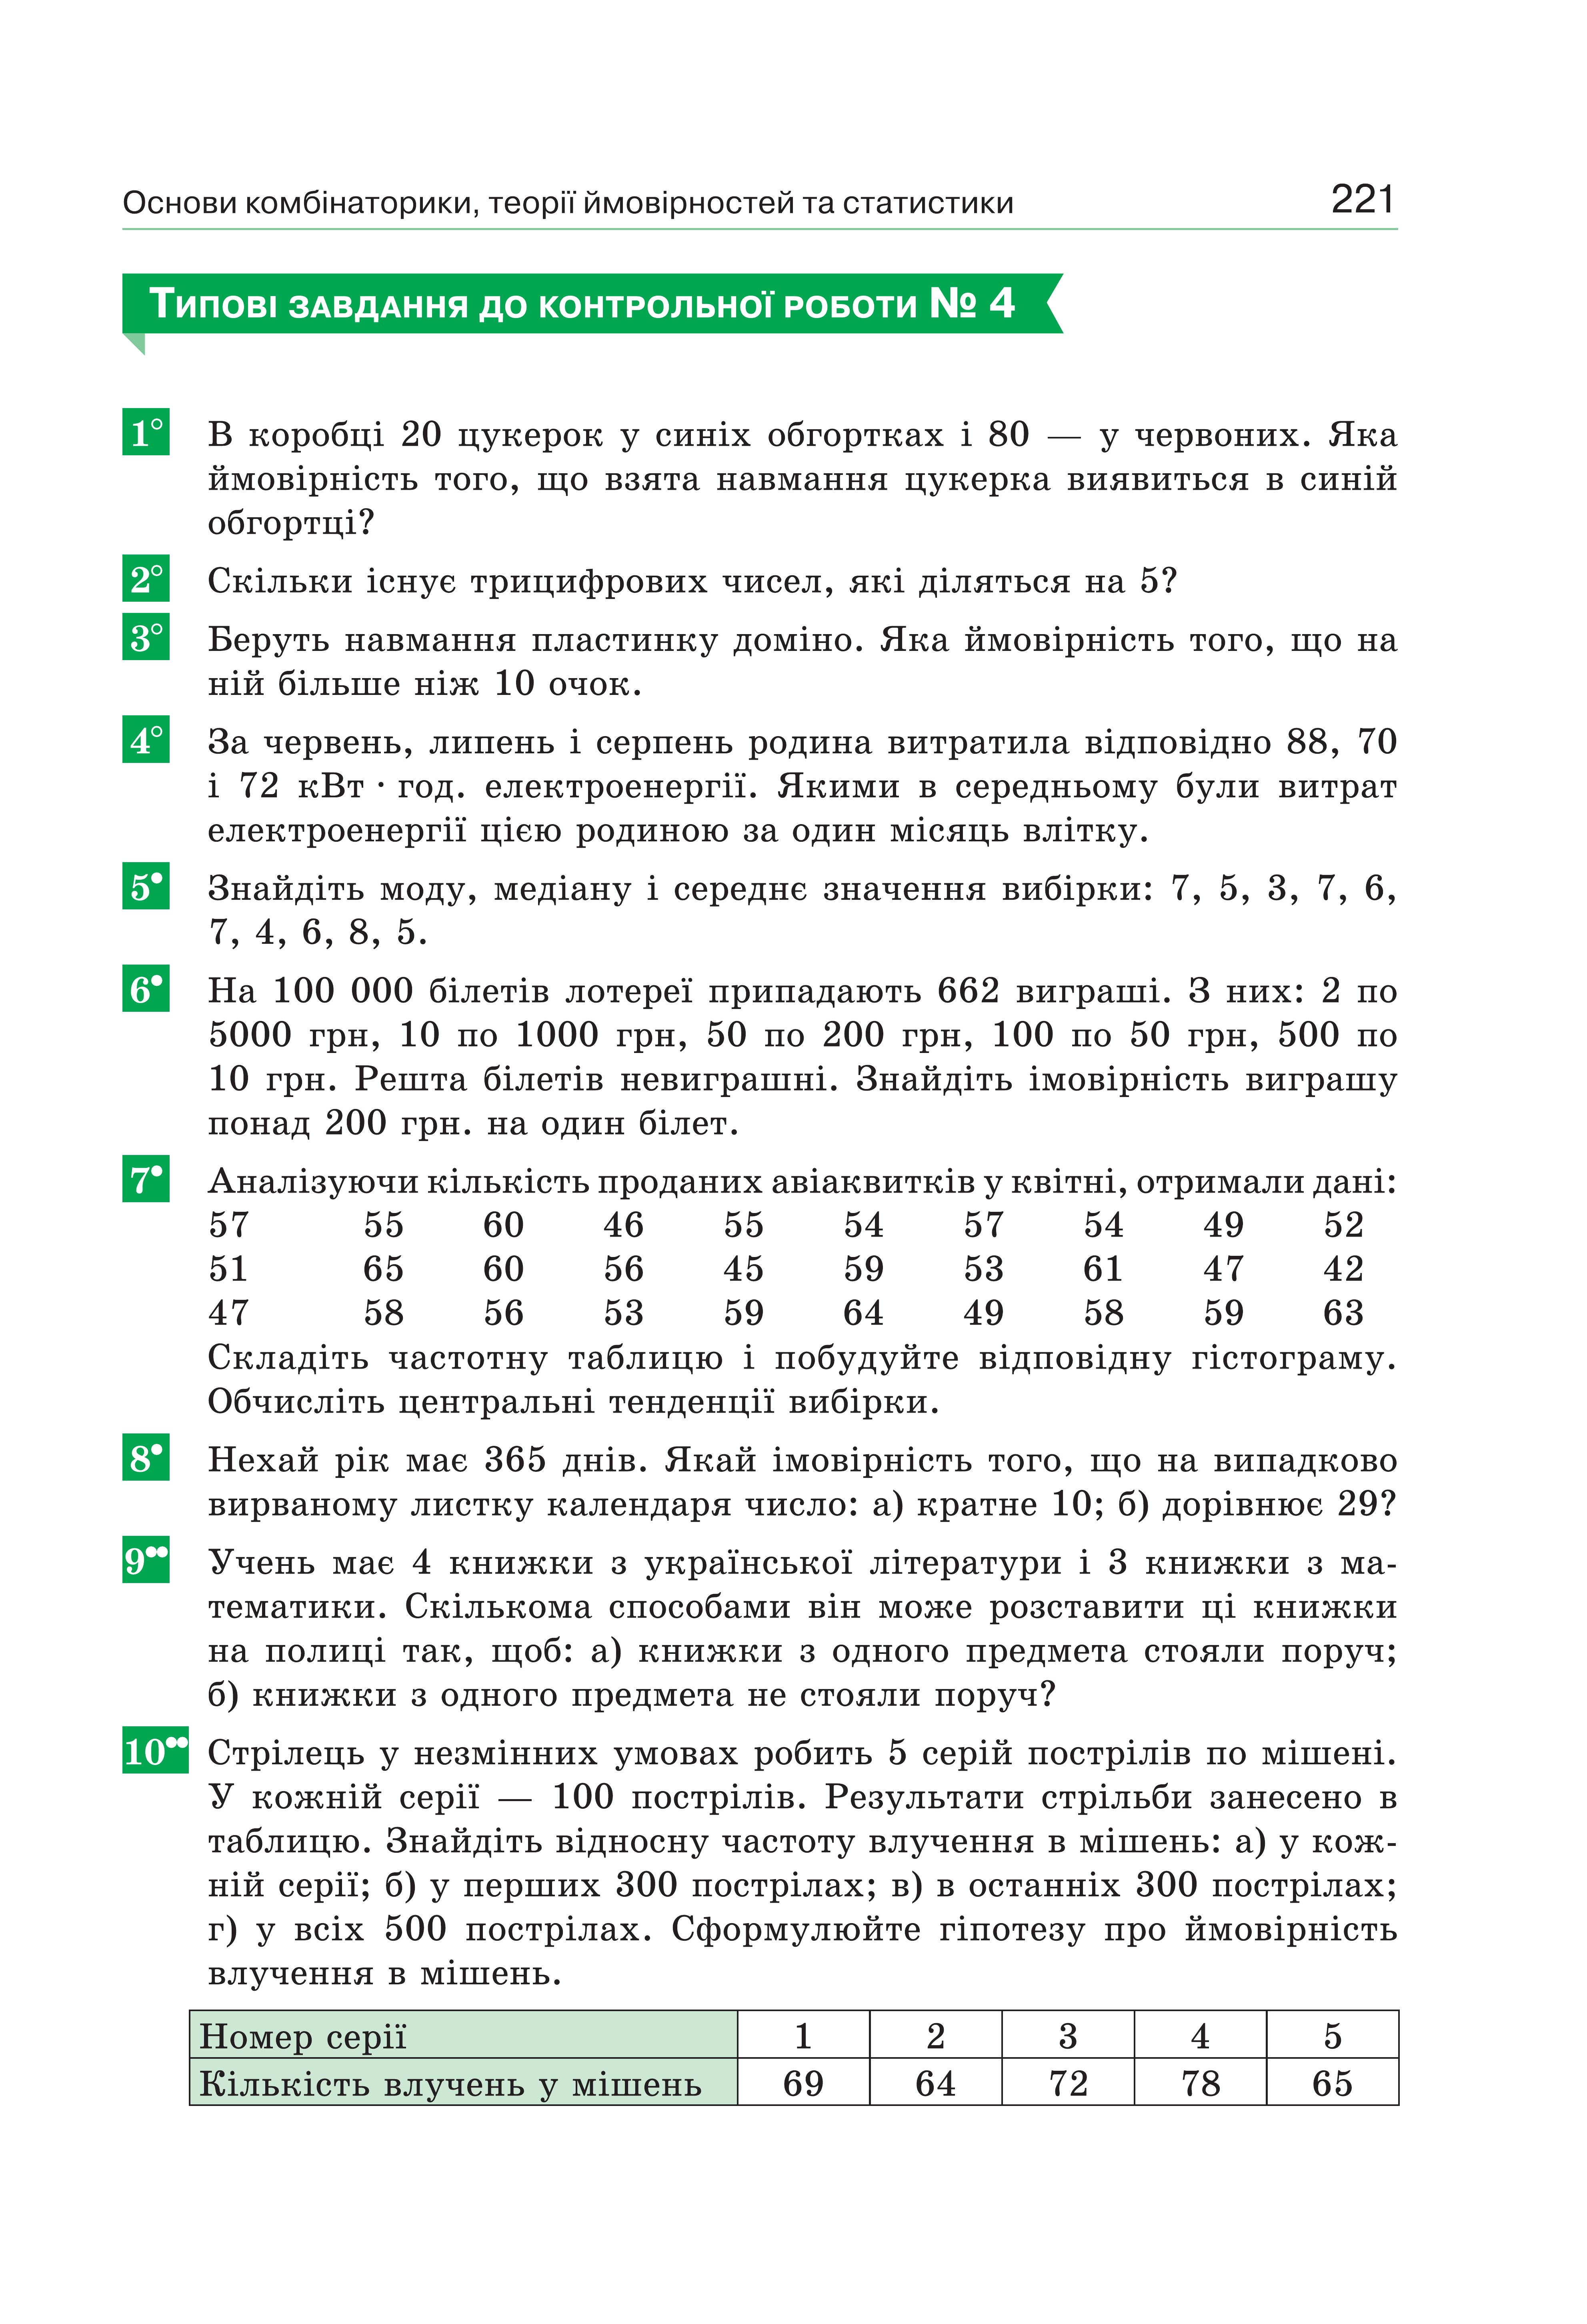 Основи комбінаторики, теорії ймовірностей та статистики 221
Типові завдання до контрольної роботи № 4
1° В коробці 20 цукерок у синіх обгортках і 80 — у червоних. Яка
ймовірність того, що взята навмання цукерка виявиться в синій
обгортці?
2° Скільки існує трицифрових чисел, які діляться на 5?
3° Беруть навмання пластинку доміно. Яка ймовірність того, що на
ній більше ніж 10 очок.
4° За червень, липень і серпень родина витратила відповідно 88, 70
і 72 кВт · год. електроенергії. Якими в середньому були витрат
електроенергії цією родиною за один місяць влітку.
5• Знайдіть моду, медіану і середнє значення вибірки: 7, 5, 3, 7, 6,
7, 4, 6, 8, 5.
6• На 100 000 білетів лотереї припадають 662 виграші. З них: 2 по
5000 грн, 10 по 1000 грн, 50 по 200 грн, 100 по 50 грн, 500 по
10 грн. Решта білетів невиграшні. Знайдіть імовірність виграшу
понад 200 грн. на один білет.
7• Аналізуючи кількість проданих авіаквитків у квітні, отримали дані:
57 55 60 46 55 54 57 54 49 52
51 65 60 56 45 59 53 61 47 42
47 58 56 53 59 64 49 58 59 63
Складіть частотну таблицю і побудуйте відповідну гістограму.
Обчисліть центральні тенденції вибірки.
8• Нехай рік має 365 днів. Якай імовірність того, що на випадково
вирваному листку календаря число: а) кратне 10; б) дорівнює 29?
9•• Учень має 4 книжки з української літератури і 3 книжки з ма-
тематики. Скількома способами він може розставити ці книжки
на полиці так, щоб: а) книжки з одного предмета стояли поруч;
б) книжки з одного предмета не стояли поруч?
10•• Стрілець у незмінних умовах робить 5 серій пострілів по мішені.
У кожній серії — 100 пострілів. Результати стрільби занесено в
таблицю. Знайдіть відносну частоту влучення в мішень: а) у кож-
ній серії; б) у перших 300 пострілах; в) в останніх 300 пострілах;
г) у всіх 500 пострілах. Сформулюйте гіпотезу про ймовірність
влучення в мішень.
Номер серії 1 2 3 4 5
Кількість влучень у мішень 69 64 72 78 65